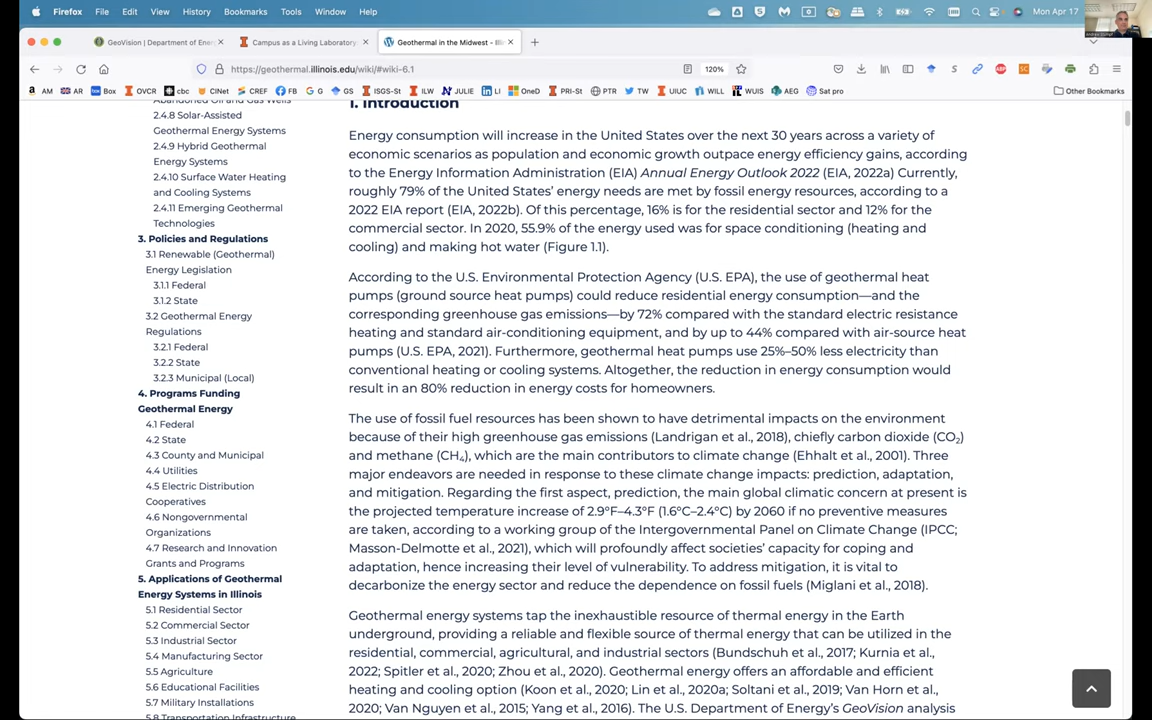 Firefox File Edit View History Bookmarks Tools Window Help Mon Apr 17
GeoVision | Department of Ener
Campus as a Living Laboratory
Geothermal in the Midwest – Ill
https://geothermal.illinois.edu/wiki/#wiki-6.1
120%
AM AR Box OVCR cbc CINet CREF FB G GS ISGS-St ILW JULIE LI OneD PRI-St PTR TW UIUC WILL WUIS AEG Sat pro Other Bookmarks
Abandoned Oil and Gas Wells
2.4.8 Solar-Assisted
Geothermal Energy Systems
2.4.9 Hybrid Geothermal
Energy Systems
2.4.10 Surface Water Heating
and Cooling Systems
2.4.11 Emerging Geothermal
Technologies
3. Policies and Regulations
3.1 Renewable (Geothermal)
Energy Legislation
3.1.1 Federal
3.1.2 State
3.2 Geothermal Energy
Regulations
3.2.1 Federal
3.2.2 State
3.2.3 Municipal (Local)
4. Programs Funding
Geothermal Energy
4.1 Federal
4.2 State
4.3 County and Municipal
4.4 Utilities
4.5 Electric Distribution
Cooperatives
4.6 Nongovernmental
Organizations
4.7 Research and Innovation
Grants and Programs
5. Applications of Geothermal
Energy Systems in Illinois
5.1 Residential Sector
5.2 Commercial Sector
5.3 Industrial Sector
5.4 Manufacturing Sector
5.5 Agriculture
5.6 Educational Facilities
5.7 Military Installations
5.8 Transportation Infrastructure
1. Introduction
Energy consumption will increase in the United States over the next 30 years across a variety of
economic scenarios as population and economic growth outpace energy efficiency gains, according
to the Energy Information Administration (EIA) Annual Energy Outlook 2022 (EIA, 2022a) Currently,
roughly 79% of the United States' energy needs are met by fossil energy resources, according to a
2022 EIA report (EIA, 2022b). Of this percentage, 16% is for the residential sector and 12% for the
commercial sector. In 2020, 55.9% of the energy used was for space conditioning (heating and
cooling) and making hot water (Figure 1.1).
According to the U.S. Environmental Protection Agency (U.S. EPA), the use of geothermal heat
pumps (ground source heat pumps) could reduce residential energy consumption—and the
corresponding greenhouse gas emissions—by 72% compared with the standard electric resistance
heating and standard air-conditioning equipment, and by up to 44% compared with air-source heat
pumps (U.S. EPA, 2021). Furthermore, geothermal heat pumps use 25%–50% less electricity than
conventional heating or cooling systems. Altogether, the reduction in energy consumption would
result in an 80% reduction in energy costs for homeowners.
The use of fossil fuel resources has been shown to have detrimental impacts on the environment
because of their high greenhouse gas emissions (Landrigan et al., 2018), chiefly carbon dioxide (CO₂)
and methane (CH₄), which are the main contributors to climate change (Ehhalt et al., 2001). Three
major endeavors are needed in response to these climate change impacts: prediction, adaptation,
and mitigation. Regarding the first aspect, prediction, the main global climatic concern at present is
the projected temperature increase of 2.9°F–4.3°F (1.6°C–2.4°C) by 2060 if no preventive measures
are taken, according to a working group of the Intergovernmental Panel on Climate Change (IPCC;
Masson-Delmotte et al., 2021), which will profoundly affect societies' capacity for coping and
adaptation, hence increasing their level of vulnerability. To address mitigation, it is vital to
decarbonize the energy sector and reduce the dependence on fossil fuels (Miglani et al., 2018).
Geothermal energy systems tap the inexhaustible resource of thermal energy in the Earth
underground, providing a reliable and flexible source of thermal energy that can be utilized in the
residential, commercial, agricultural, and industrial sectors (Bundschuh et al., 2017; Kurnia et al.,
2022; Spitler et al., 2020; Zhou et al., 2020). Geothermal energy offers an affordable and efficient
heating and cooling option (Koon et al., 2020; Lin et al., 2020a; Soltani et al., 2019; Van Horn et al.,
2020; Van Nguyen et al., 2015; Yang et al., 2016). The U.S. Department of Energy's GeoVision analysis